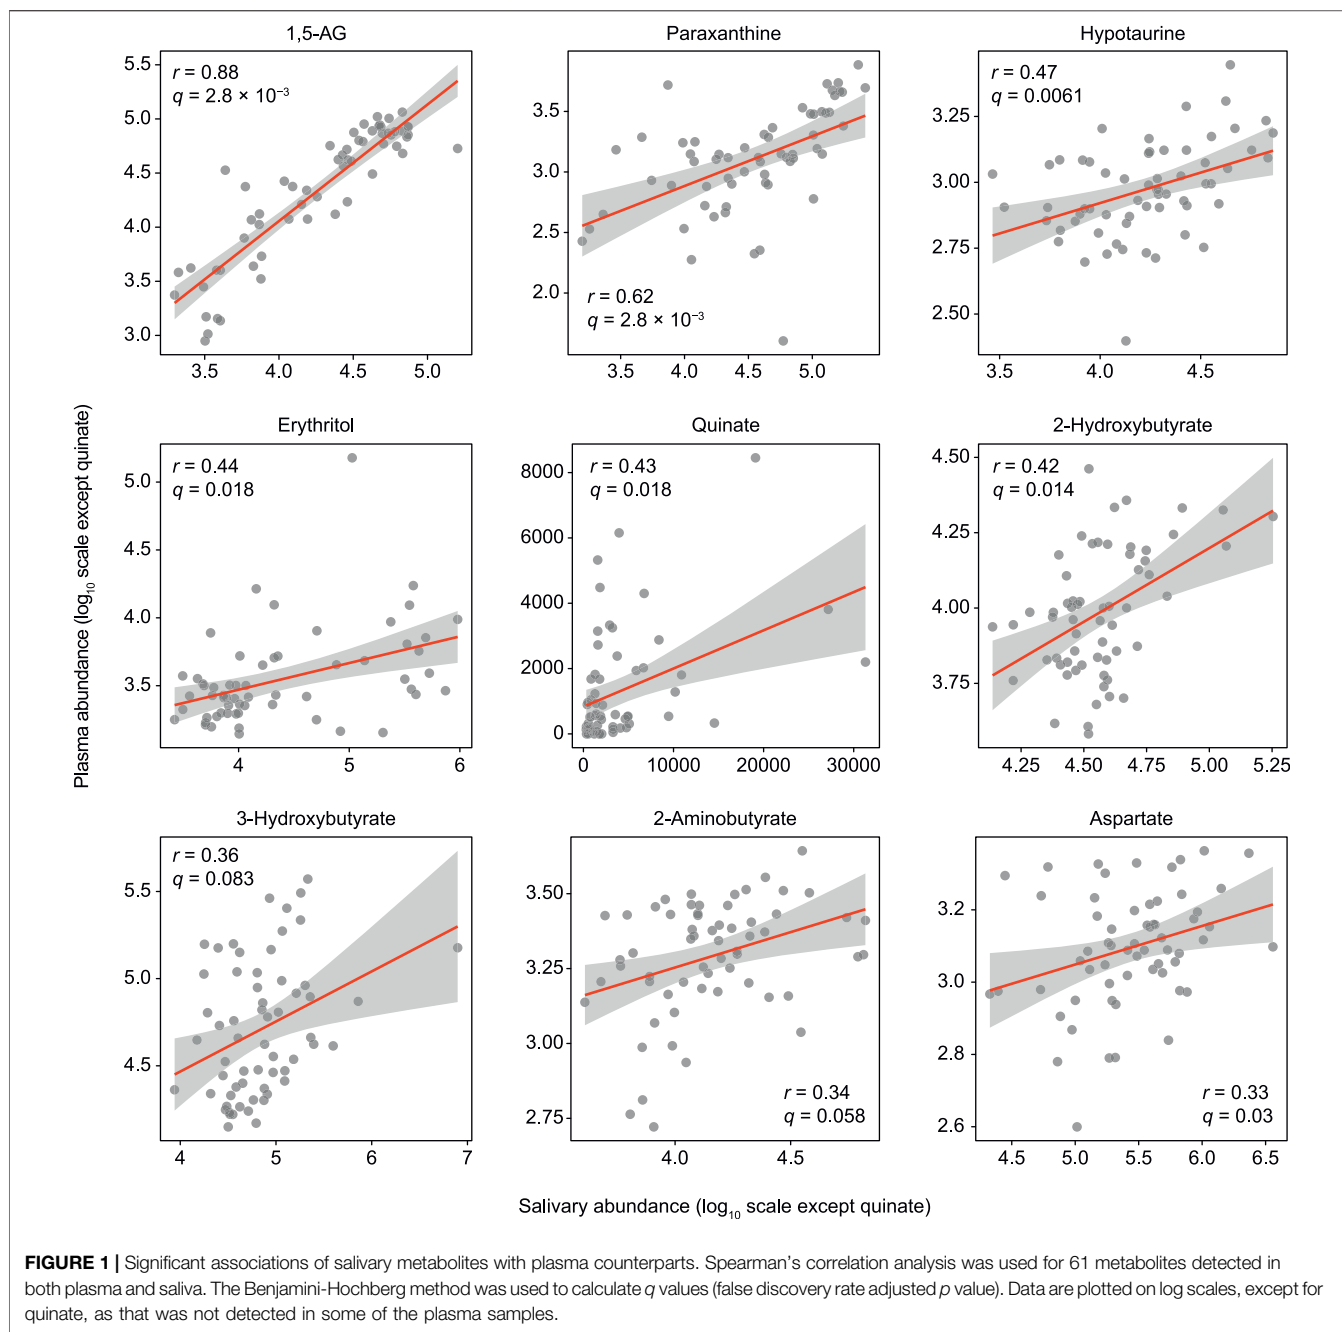 1,5-AG
r = 0.88
q = 2.8 × 10⁻³
5.5
5.0
4.5
4.0
3.5
3.0
3.5 4.0 4.5 5.0
Paraxanthine
r = 0.62
q = 2.8 × 10⁻³
3.5
3.0
2.5
2.0
3.5 4.0 4.5 5.0
Hypotaurine
r = 0.47
q = 0.0061
3.25
3.00
2.75
2.50
3.5 4.0 4.5
Plasma abundance (log₁₀ scale except quinate)
Erythritol
r = 0.44
q = 0.018
5.0
4.5
4.0
3.5
4 5 6
Quinate
r = 0.43
q = 0.018
8000
6000
4000
2000
0
0 10000 20000 30000
2-Hydroxybutyrate
r = 0.42
q = 0.014
4.50
4.25
4.00
3.75
4.25 4.50 4.75 5.00 5.25
3-Hydroxybutyrate
r = 0.36
q = 0.083
5.5
5.0
4.5
4 5 6 7
2-Aminobutyrate
r = 0.34
q = 0.058
3.50
3.25
3.00
2.75
4.0 4.5
Aspartate
r = 0.33
q = 0.03
3.2
3.0
2.8
2.6
4.5 5.0 5.5 6.0 6.5
Salivary abundance (log₁₀ scale except quinate)
FIGURE 1 | Significant associations of salivary metabolites with plasma counterparts. Spearman's correlation analysis was used for 61 metabolites detected in
both plasma and saliva. The Benjamini-Hochberg method was used to calculate q values (false discovery rate adjusted p value). Data are plotted on log scales, except for
quinate, as that was not detected in some of the plasma samples.